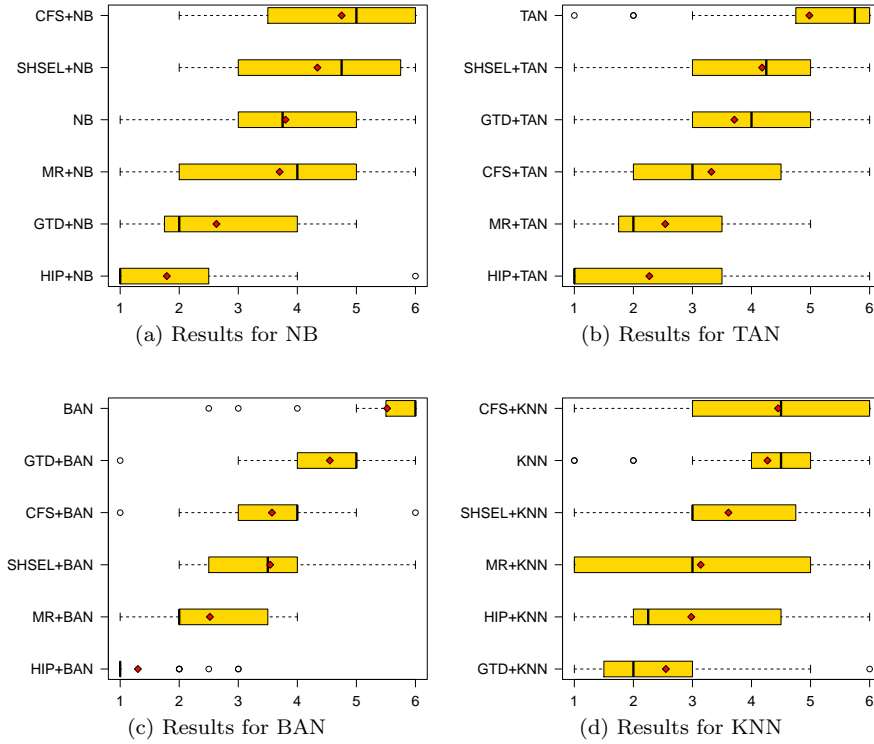 CFS+NB
SHSEL+NB
NB
MR+NB
GTD+NB
HIP+NB
1 2 3 4 5 6
(a) Results for NB
TAN
SHSEL+TAN
GTD+TAN
CFS+TAN
MR+TAN
HIP+TAN
1 2 3 4 5 6
(b) Results for TAN
BAN
GTD+BAN
CFS+BAN
SHSEL+BAN
MR+BAN
HIP+BAN
1 2 3 4 5 6
(c) Results for BAN
CFS+KNN
KNN
SHSEL+KNN
MR+KNN
HIP+KNN
GTD+KNN
1 2 3 4 5 6
(d) Results for KNN